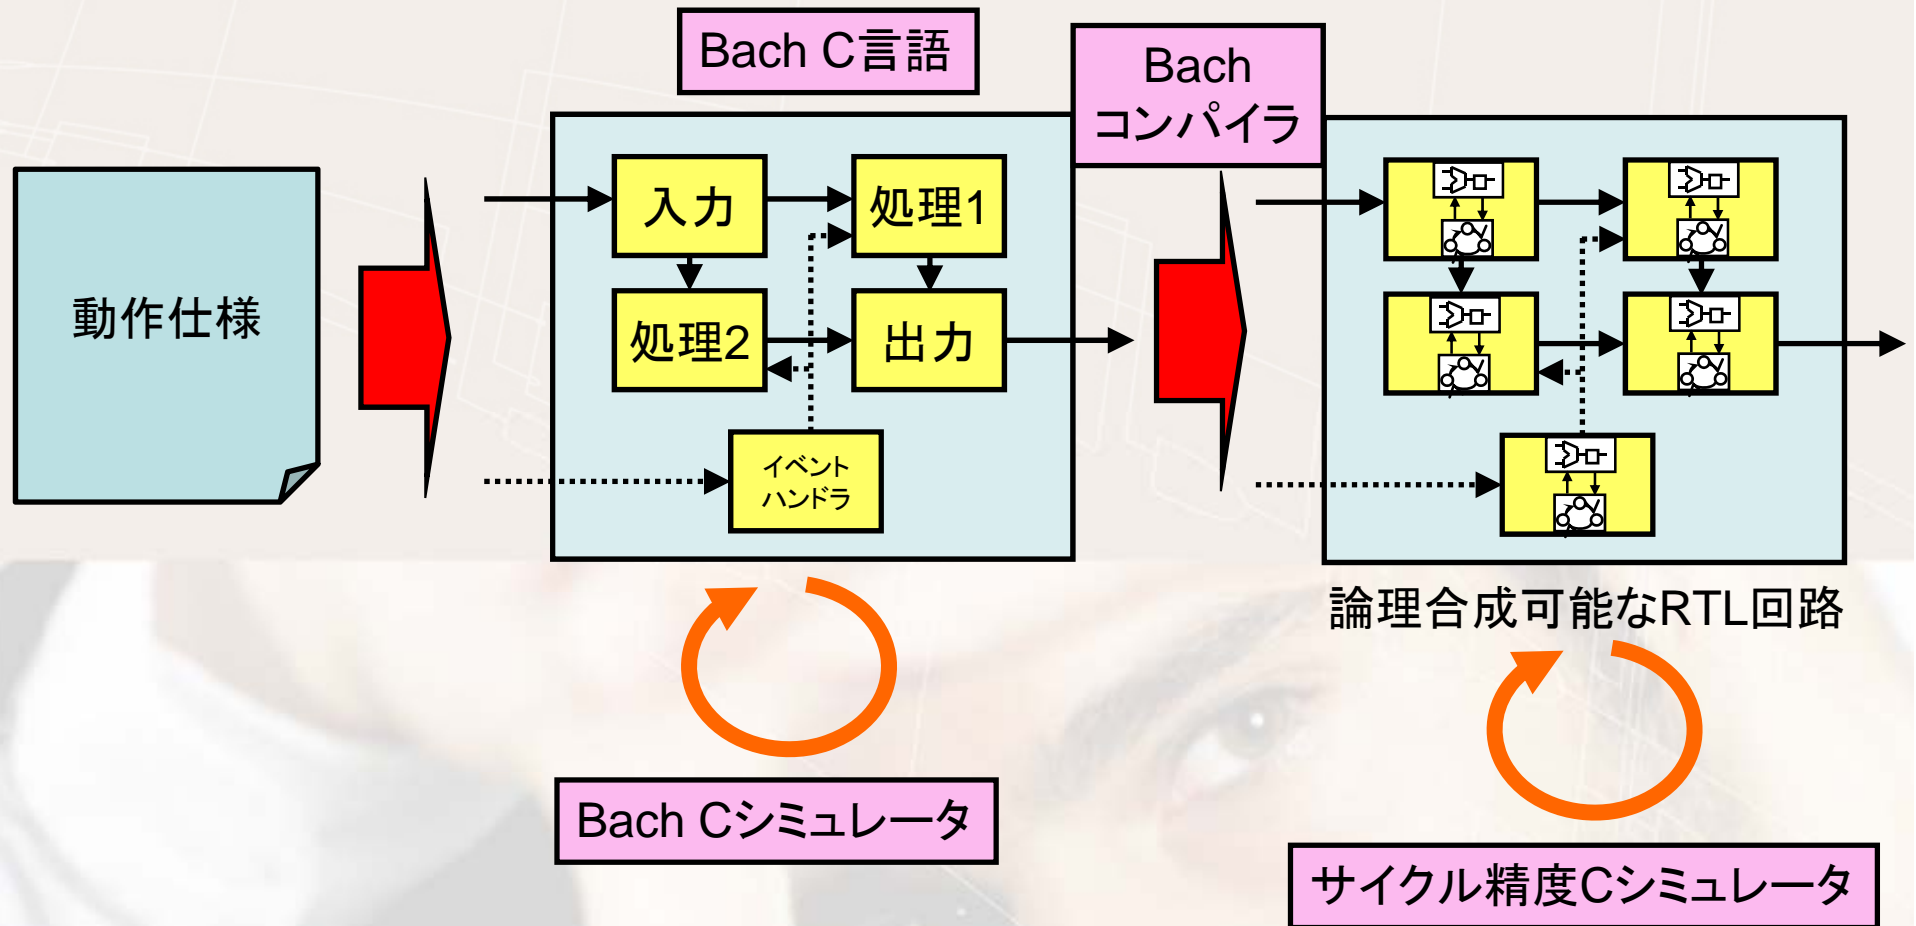 Bach C言語
Bach
コンパイラ
動作仕様
入力
処理1
処理2
出力
イベント
ハンドラ
論理合成可能なRTL回路
Bach Cシミュレータ
サイクル精度Cシミュレータ